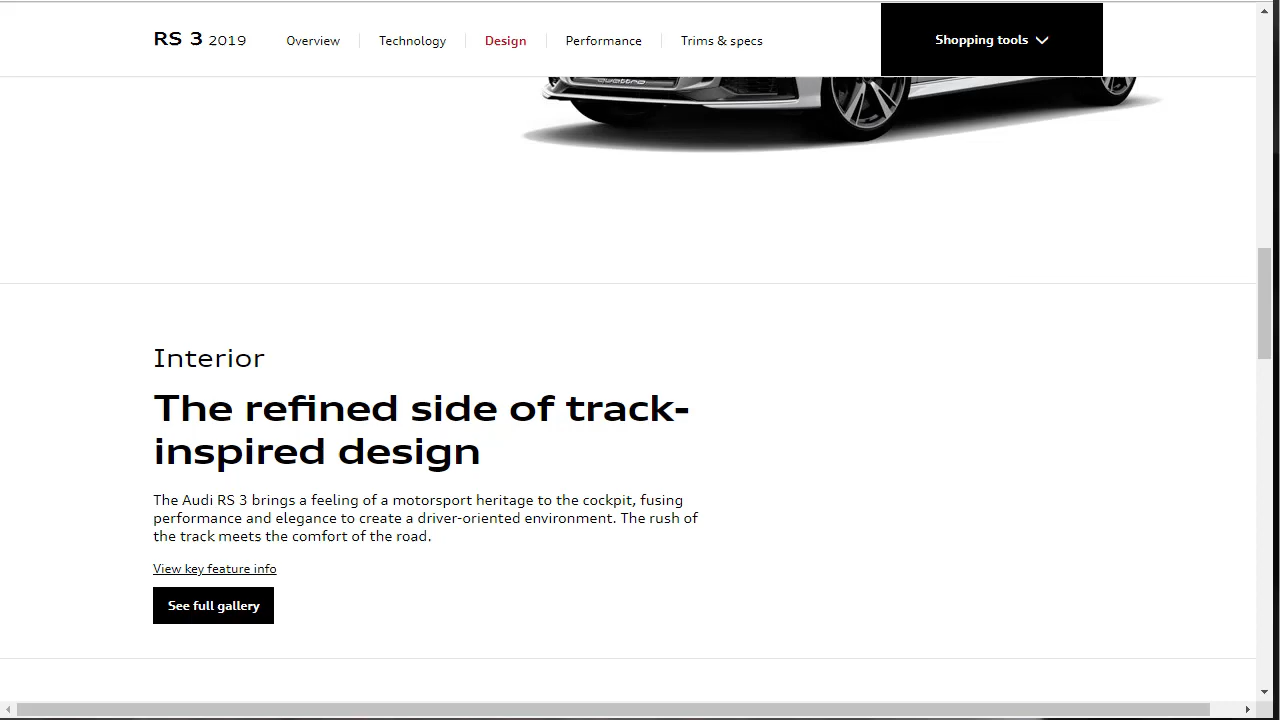 RS 3 2019
Overview
Technology
Design
Performance
Trims & specs
Shopping tools
quattro
Interior
The refined side of track-
inspired design
The Audi RS 3 brings a feeling of a motorsport heritage to the cockpit, fusing
performance and elegance to create a driver-oriented environment. The rush of
the track meets the comfort of the road.
View key feature info
See full gallery